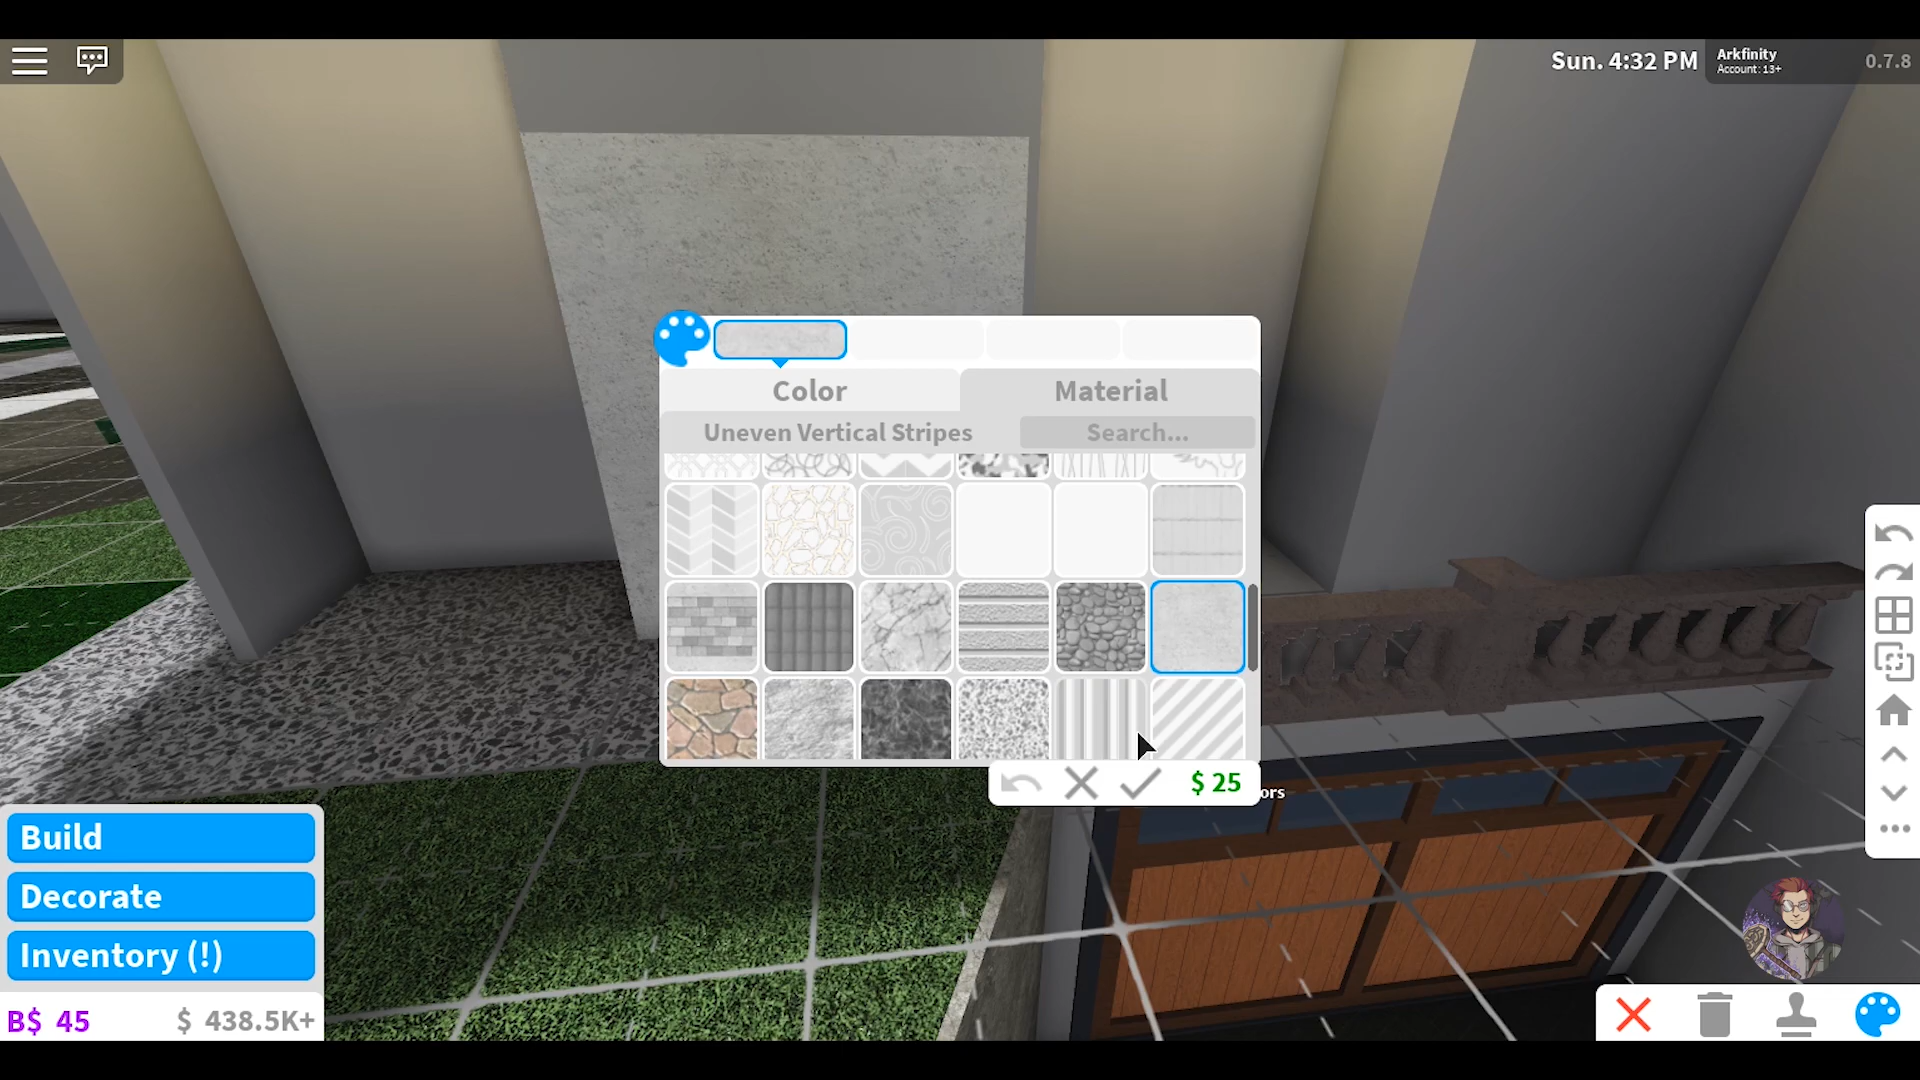 Sun. 4:32 PM
Arkfinity
Account: 13+
0.7.8
Color
Material
Uneven Vertical Stripes
Search...
$ 25
ors
Build
Decorate
Inventory (!)
B$ 45
$ 438.5K+